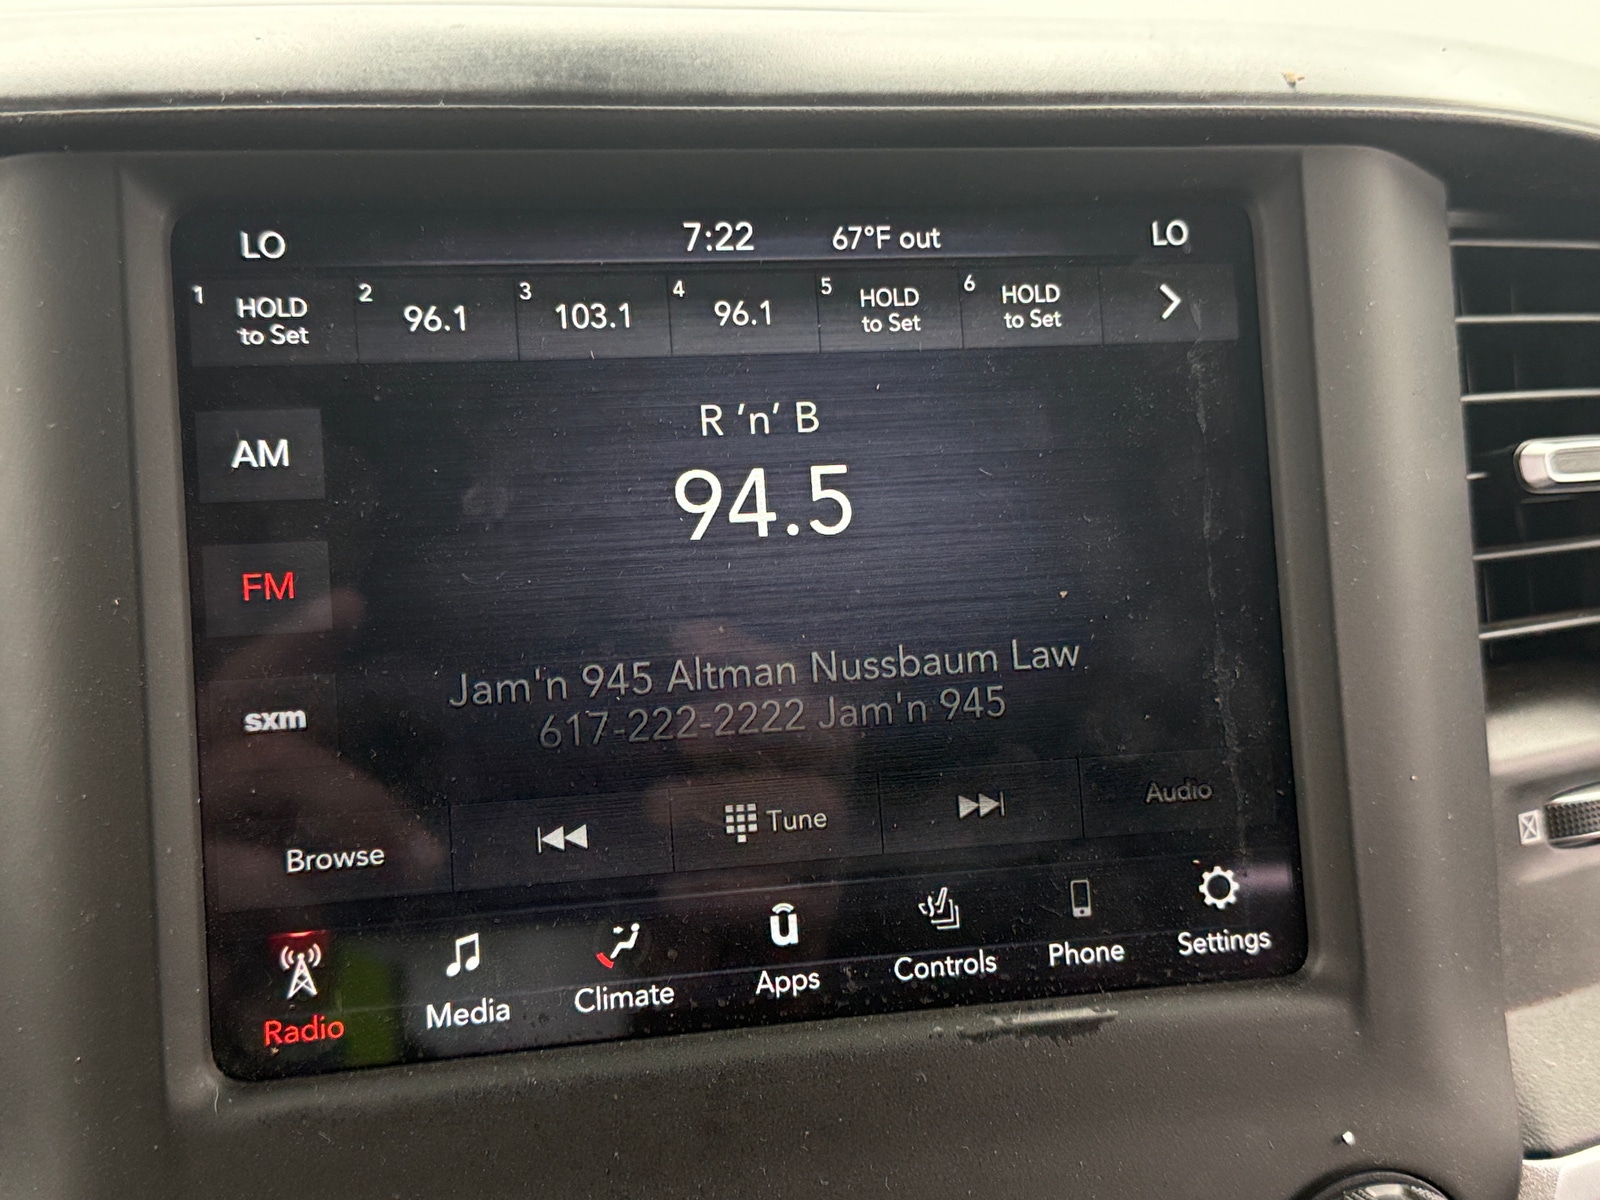 LO 7:22 67°F out LO
1 HOLD to Set 2 96.1 3 103.1 4 96.1 5 HOLD to Set 6 HOLD to Set
R 'n' B
AM
94.5
FM
Jam'n 945 Altman Nussbaum Law
617-222-2222 Jam'n 945
sxm
Browse Tune Audio
Radio Media Climate Apps Controls Phone Settings